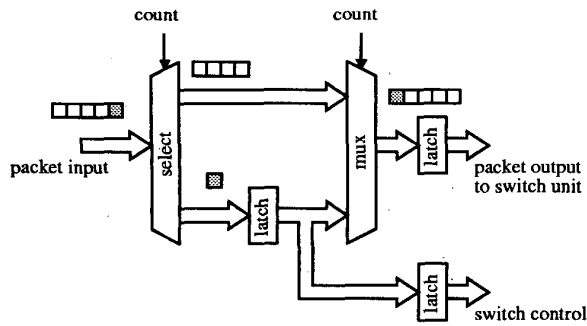 count
count
packet input
select
latch
mux
latch
packet output
to switch unit
latch
switch control